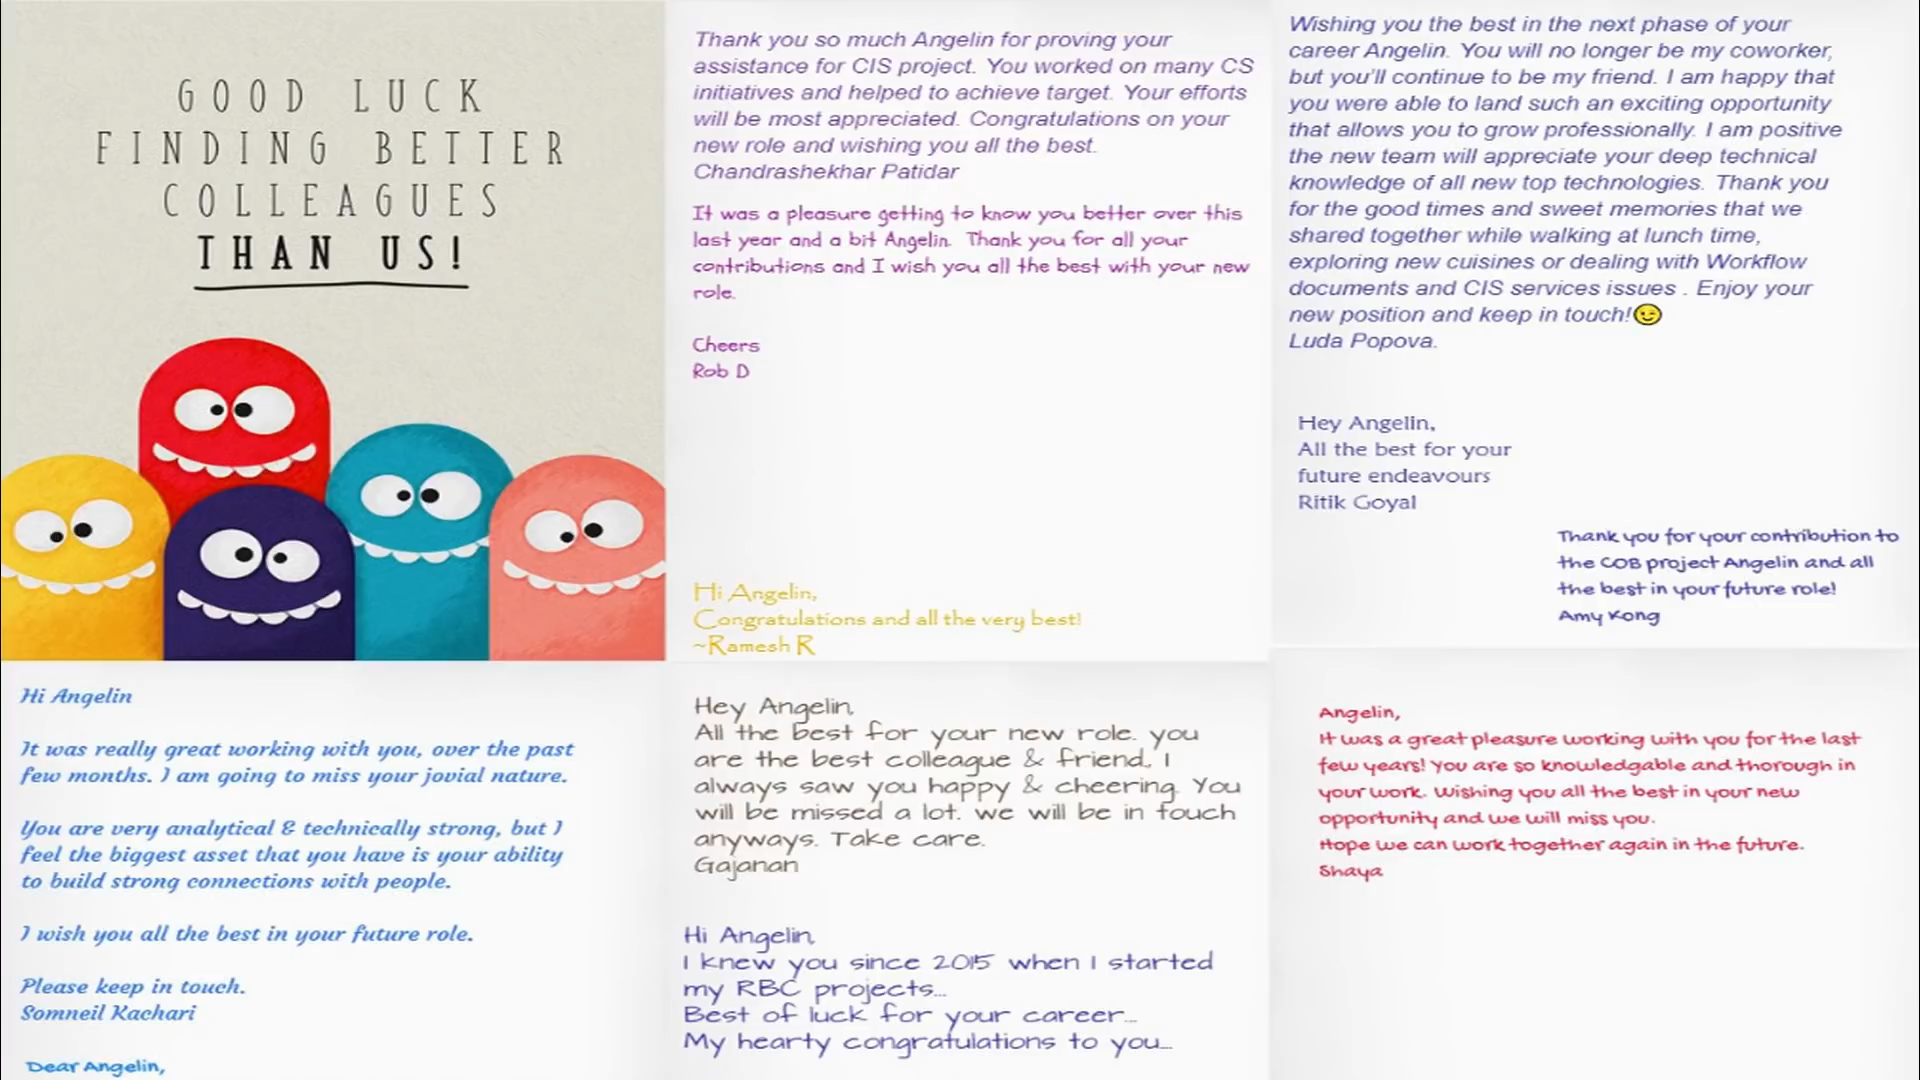 GOOD LUCK
FINDING BETTER
COLLEAGUES
THAN US!
Thank you so much Angelin for proving your
assistance for CIS project. You worked on many CS
initiatives and helped to achieve target. Your efforts
will be most appreciated. Congratulations on your
new role and wishing you all the best.
Chandrashekhar Patidar
It was a pleasure getting to know you better over this
last year and a bit Angelin. Thank you for all your
contributions and I wish you all the best with your new
role.
Cheers
Rob D
Hi Angelin,
Congratulations and all the very best!
~Ramesh R
Wishing you the best in the next phase of your
career Angelin. You will no longer be my coworker,
but you'll continue to be my friend. I am happy that
you were able to land such an exciting opportunity
that allows you to grow professionally. I am positive
the new team will appreciate your deep technical
knowledge of all new top technologies. Thank you
for the good times and sweet memories that we
shared together while walking at lunch time,
exploring new cuisines or dealing with Workflow
documents and CIS services issues . Enjoy your
new position and keep in touch!😉
Luda Popova.
Hey Angelin,
All the best for your
future endeavours
Ritik Goyal
Thank you for your contribution to
the COB project Angelin and all
the best in your future role!
Amy Kong
Hi Angelin
It was really great working with you, over the past
few months. I am going to miss your jovial nature.
You are very analytical & technically strong, but I
feel the biggest asset that you have is your ability
to build strong connections with people.
I wish you all the best in your future role.
Please keep in touch.
Somneil Kachari
Dear Angelin,
Hey Angelin,
All the best for your new role. you
are the best colleague & friend, I
always saw you happy & cheering. You
will be missed a lot. we will be in touch
anyways. Take care.
Gajanan
Hi Angelin,
I knew you since 2015 when I started
my RBC projects...
Best of luck for your career...
My hearty congratulations to you...
Angelin,
It was a great pleasure working with you for the last
few years! You are so knowledgable and thorough in
your work. Wishing you all the best in your new
opportunity and we will miss you.
Hope we can work together again in the future.
Shaya